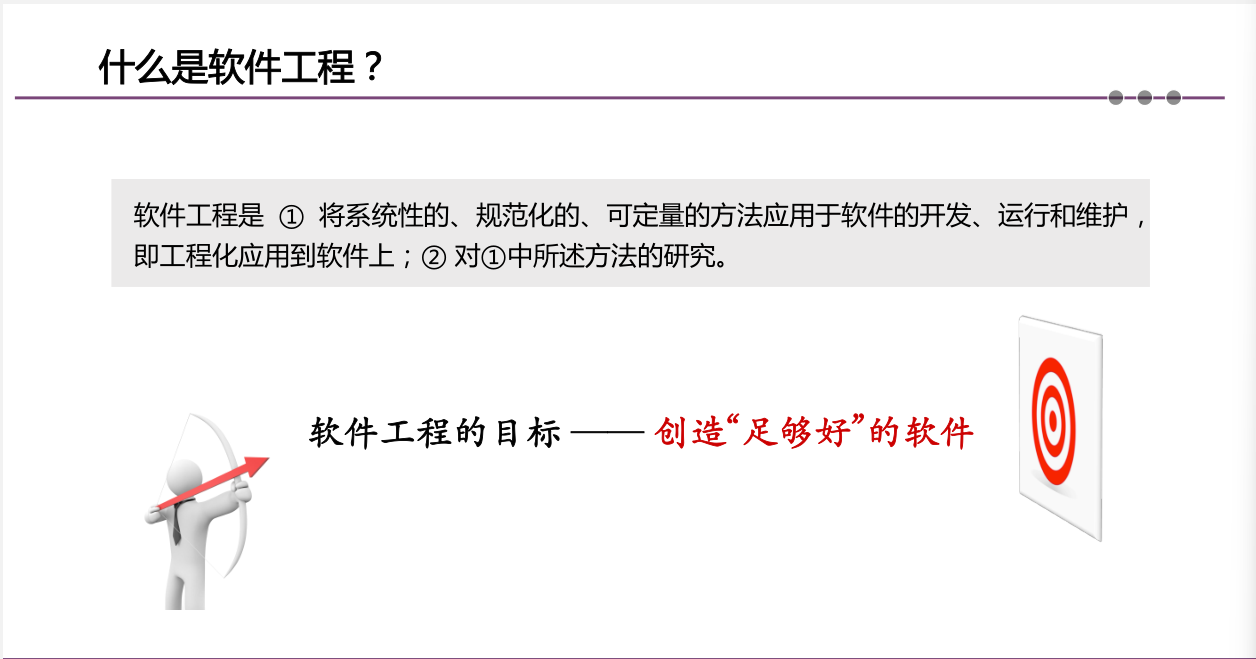 什么是软件工程？
软件工程是 ① 将系统性的、规范化的、可定量的方法应用于软件的开发、运行和维护，
即工程化应用到软件上；② 对①中所述方法的研究。
软件工程的目标 —— 创造“足够好”的软件